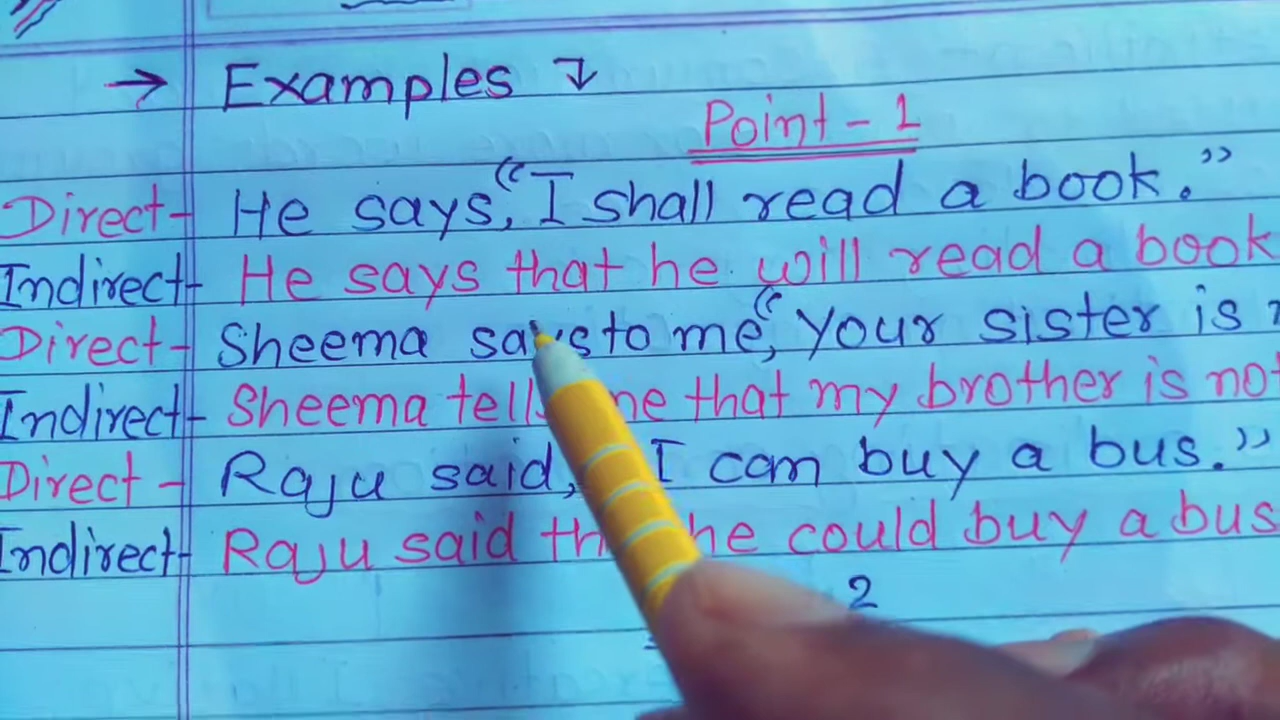 → Examples ↴
Point - 1
Direct- He says, “I shall read a book.”
Indirect- He says that he will read a book
Direct- Sheema says to me, “Your sister is
Indirect- Sheema tells me that my brother is not
Direct - Raju said, I can buy a bus.”
Indirect- Raju said that he could buy a bus
2